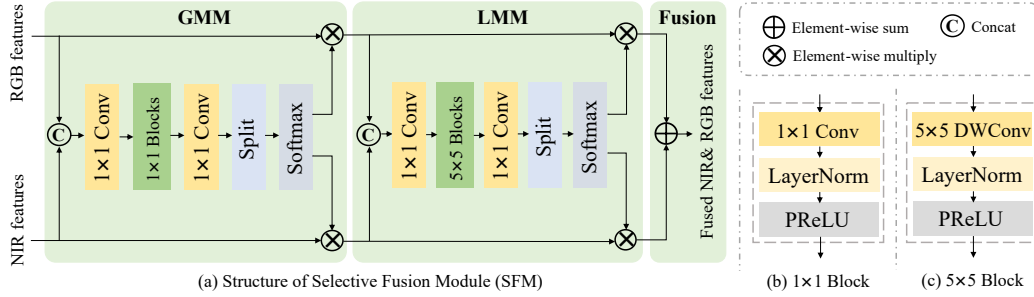 GMM
LMM
Fusion
RGB features
NIR features
C
1×1 Conv
1×1 Blocks
1×1 Conv
Split
Softmax
C
1×1 Conv
5×5 Blocks
1×1 Conv
Split
Softmax
Fused NIR& RGB features
(a) Structure of Selective Fusion Module (SFM)
Element-wise sum
C Concat
Element-wise multiply
1×1 Conv
LayerNorm
PReLU
(b) 1×1 Block
5×5 DWConv
LayerNorm
PReLU
(c) 5×5 Block